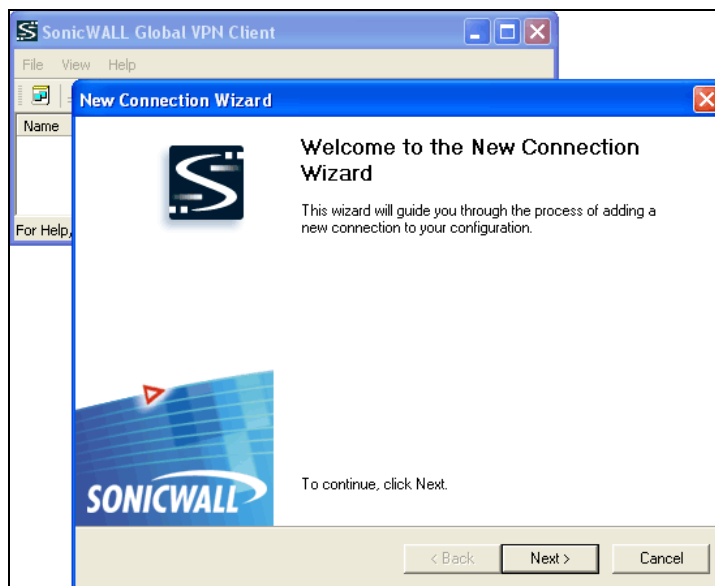 SonicWALL Global VPN Client
File View Help
Name
For Help,
New Connection Wizard
Welcome to the New Connection
Wizard
This wizard will guide you through the process of adding a
new connection to your configuration.
To continue, click Next.
SONICWALL
< Back Next > Cancel